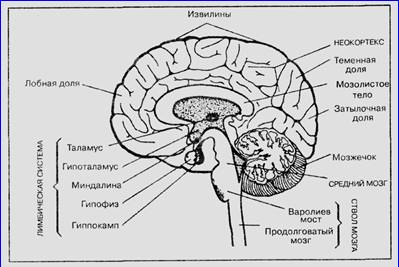 Извилины
НЕОКОРТЕКС
Теменная
доля
Мозолистое
тело
Затылочная
доля
Лобная доля
ЛИМБИЧЕСКАЯ СИСТЕМА
Таламус
Гипоталамус
Миндалина
Гипофиз
Гиппокамп
Мозжечок
СРЕДНИЙ МОЗГ
Варолиев
мост
Продолговатый
мозг
СТВОЛ МОЗГА